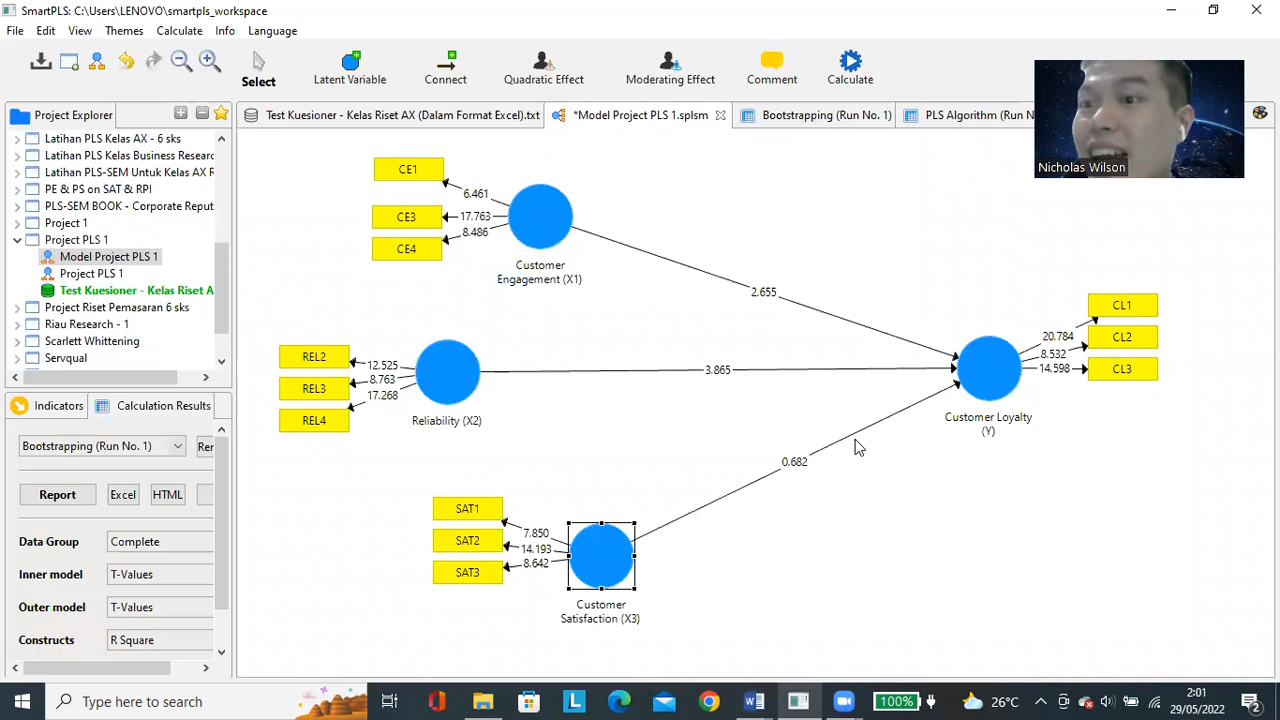 SmartPLS: C:\Users\LENOVO\smartpls_workspace
File Edit View Themes Calculate Info Language
Select Latent Variable Connect Quadratic Effect Moderating Effect Comment Calculate
Project Explorer
Test Kuesioner - Kelas Riset AX (Dalam Format Excel).txt *Model Project PLS 1.splsm Bootstrapping (Run No. 1) PLS Algorithm (Run N
Nicholas Wilson
Latihan PLS Kelas AX - 6 sks
Latihan PLS Kelas Business Researc
Latihan PLS-SEM Untuk Kelas AX R
PE & PS on SAT & RPI
PLS-SEM BOOK - Corporate Reput
Project 1
Project PLS 1
Model Project PLS 1
Project PLS 1
Test Kuesioner - Kelas Riset A
Project Riset Pemasaran 6 sks
Riau Research - 1
Scarlett Whittening
Servqual
Indicators Calculation Results
Bootstrapping (Run No. 1) Rer
Report Excel HTML
Data Group Complete
Inner model T-Values
Outer model T-Values
Constructs R Square
CE1
6.461
CE3 17.763
8.486
CE4
Customer
Engagement (X1)
2.655
REL2
12.525
REL3 8.763
17.268
REL4
Reliability (X2)
3.865
SAT1
7.850
SAT2 14.193
SAT3 8.642
Customer
Satisfaction (X3)
0.682
CL1
20.784
CL2
8.532
14.598 CL3
Customer Loyalty
(Y)
Type here to search
100%
26°C
2:01
29/05/2022
2